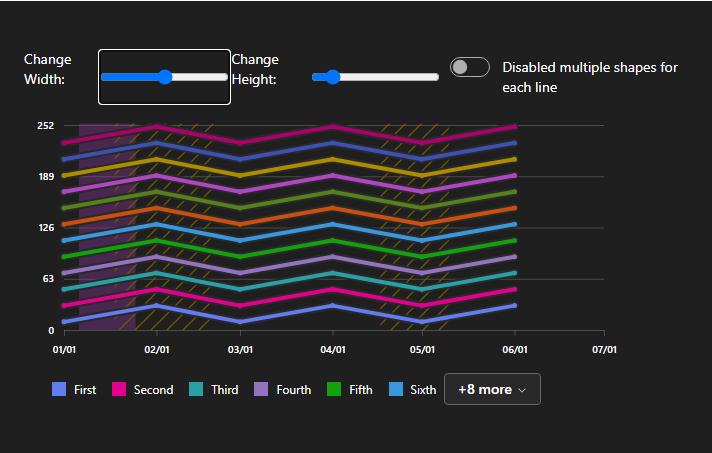 Change Width:
Change Height:
Disabled multiple shapes for each line
252
189
126
63
0
01/01 02/01 03/01 04/01 05/01 06/01 07/01
First Second Third Fourth Fifth Sixth +8 more